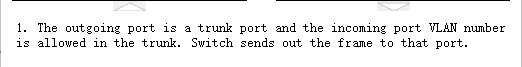 1. The outgoing port is a trunk port and the incoming port VLAN number
is allowed in the trunk. Switch sends out the frame to that port.